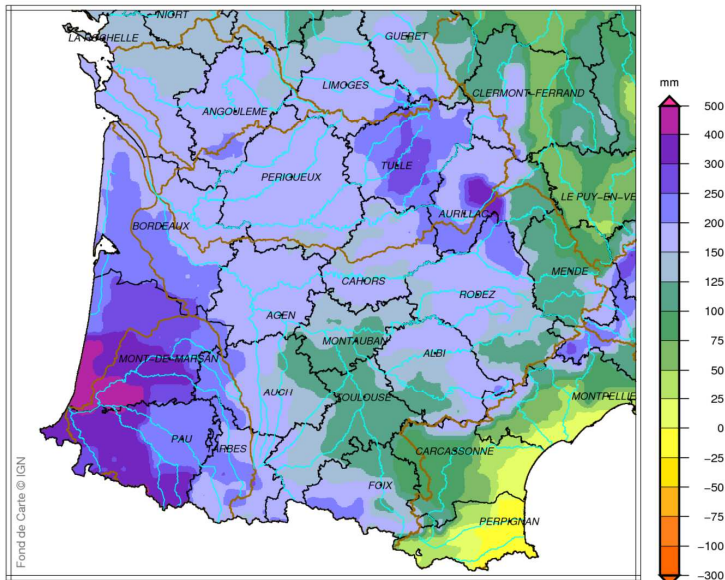 NIORT
LA ROCHELLE
GUERET
LIMOGES
CLERMONT-FERRAND
ANGOULEME
TULLE
PERIGUEUX
LE PUY-EN-VE
AURILLAC
BORDEAUX
MENDE
CAHORS
RODEZ
AGEN
MONTAUBAN
ALBI
MONT-DE-MARSAN
AUCH
TOULOUSE
MONTPELLIE
PAU
TARBES
CARCASSONNE
FOIX
PERPIGNAN
Fond de Carte © IGN
mm
500
400
300
250
200
150
125
100
75
50
25
0
-25
-50
-75
-100
-300